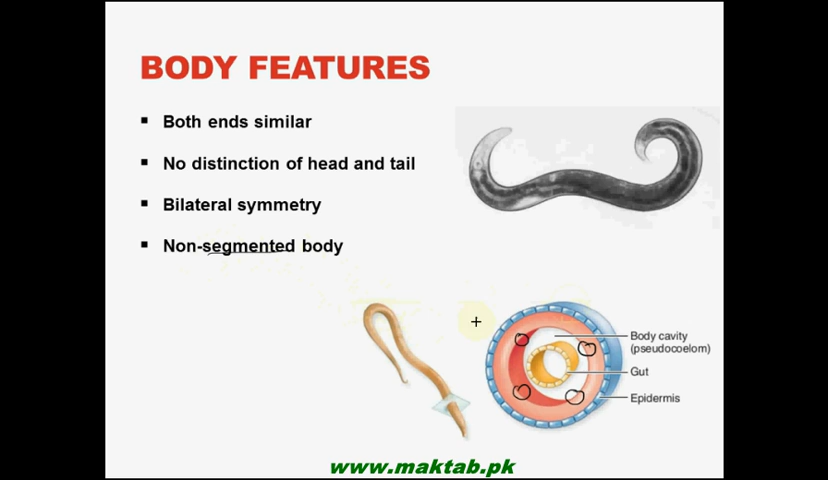 BODY FEATURES
▪ Both ends similar
▪ No distinction of head and tail
▪ Bilateral symmetry
▪ Non-segmented body
Body cavity
(pseudocoelom)
Gut
Epidermis
www.maktab.pk